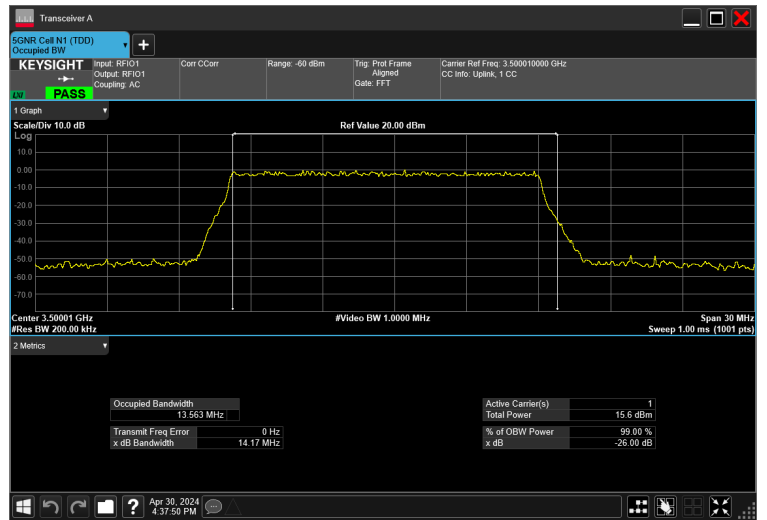 Transceiver A
5GNR Cell N1 (TDD)
Occupied BW
+
KEYSIGHT
LXI
PASS
Input: RFIO1
Output: RFIO1
Coupling: AC
Corr CCorr
Range: -60 dBm
Trig: Prot Frame
Aligned
Gate: FFT
Carrier Ref Freq: 3.500010000 GHz
CC Info: Uplink, 1 CC
1 Graph
Scale/Div 10.0 dB
Ref Value 20.00 dBm
Log
10.0
0.00
-10.0
-20.0
-30.0
-40.0
-50.0
-60.0
-70.0
Center 3.50001 GHz
#Video BW 1.0000 MHz
Span 30 MHz
#Res BW 200.00 kHz
Sweep 1.00 ms (1001 pts)
2 Metrics
Occupied Bandwidth
13.563 MHz
Active Carrier(s) 1
Total Power 15.6 dBm
Transmit Freq Error 0 Hz
x dB Bandwidth 14.17 MHz
% of OBW Power 99.00 %
x dB -26.00 dB
?
Apr 30, 2024
4:37:50 PM